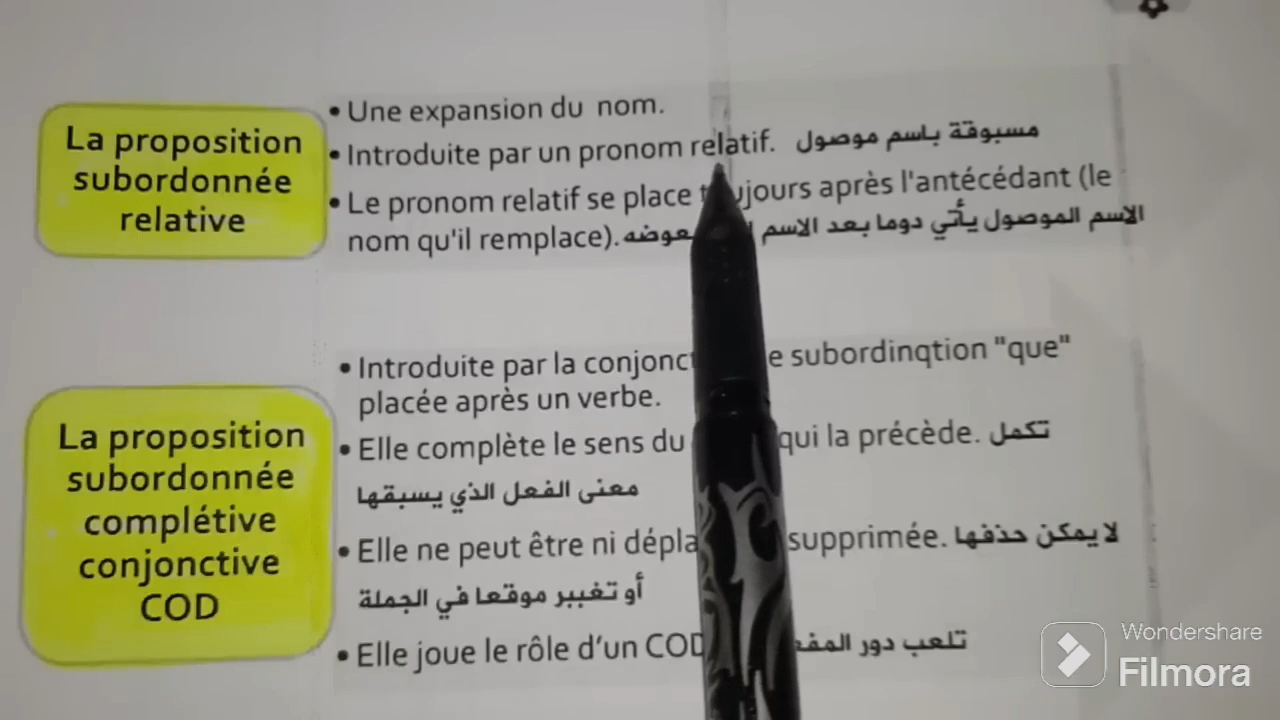 La proposition
subordonnée
relative
• Une expansion du nom.
• Introduite par un pronom relatif. مسبوقة باسم موصول
• Le pronom relatif se place toujours après l'antécédant (le
nom qu'il remplace). الاسم الموصول يأتي دوما بعد الاسم
La proposition
subordonnée
complétive
conjonctive
COD
• Introduite par la e subordinqtion "que"
placée après un verbe.
• Elle complète le sens du qui la précède. تكمل
معنى الفعل الذي يسبقها
• Elle ne peut être ni supprimée. لا يمكن حذفها
أو تغيير موقعا في الجملة
• Elle joue le rôle d'un COD تلعب دور
Wondershare
Filmora